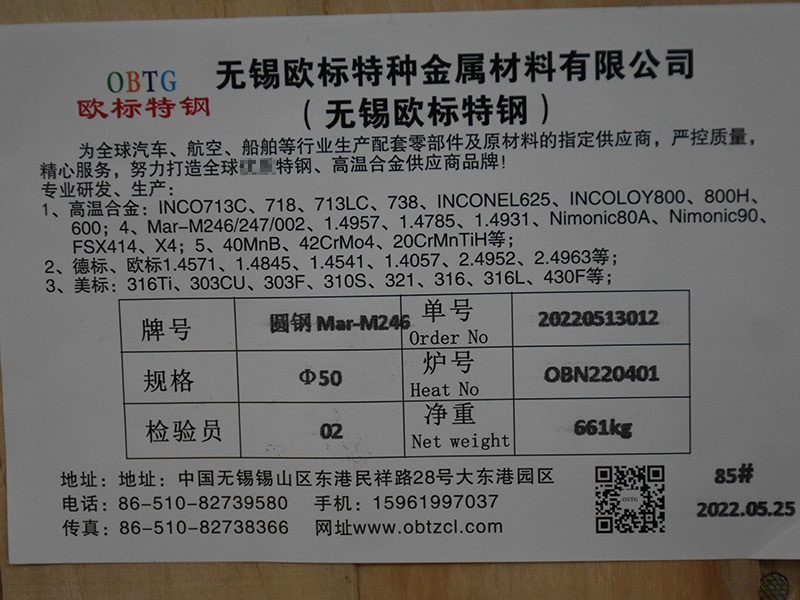 OBTG
欧标特钢
无锡欧标特种金属材料有限公司
（无锡欧标特钢）
为全球汽车、航空、船舶等行业生产配套零部件及原材料的指定供应商，严控质量，
精心服务，努力打造全球特钢、高温合金供应商品牌！
专业研发、生产：
1、高温合金：INCO713C、718、713LC、738、INCONEL625、INCOLOY800、800H、
600；4、Mar-M246/247/002、1.4957、1.4785、1.4931、Nimonic80A、Nimonic90、
FSX414、X4；5、40MnB、42CrMo4、20CrMnTiH等；
2、德标、欧标1.4571、1.4845、1.4541、1.4057、2.4952、2.4963等；
3、美标：316Ti、303CU、303F、310S、321、316、316L、430F等；
牌号 圆钢 Mar-M246 单号 Order No 20220513012
规格 Φ50 炉号 Heat No OBN220401
检验员 02 净重 Net weight 661kg
地址：地址：中国无锡锡山区东港民祥路28号大东港园区
电话：86-510-82739580 手机：15961997037
传真：86-510-82738366 网址www.obtzcl.com
OBTG
85#
2022.05.25